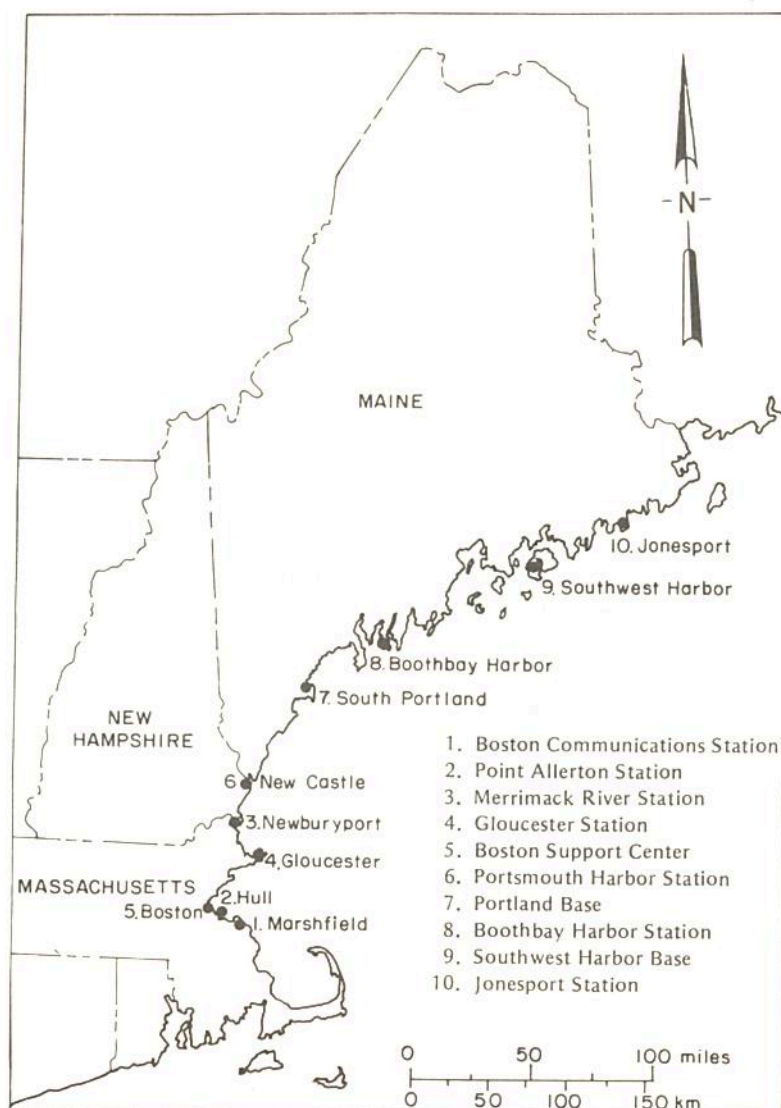 -N-
MAINE
10. Jonesport
9. Southwest Harbor
8. Boothbay Harbor
7. South Portland
NEW
HAMPSHIRE
6 New Castle
3. Newburyport
4. Gloucester
MASSACHUSETTS
2. Hull
5. Boston
1. Marshfield
1. Boston Communications Station
2. Point Allerton Station
3. Merrimack River Station
4. Gloucester Station
5. Boston Support Center
6. Portsmouth Harbor Station
7. Portland Base
8. Boothbay Harbor Station
9. Southwest Harbor Base
10. Jonesport Station
0 50 100 miles
0 50 100 150 km